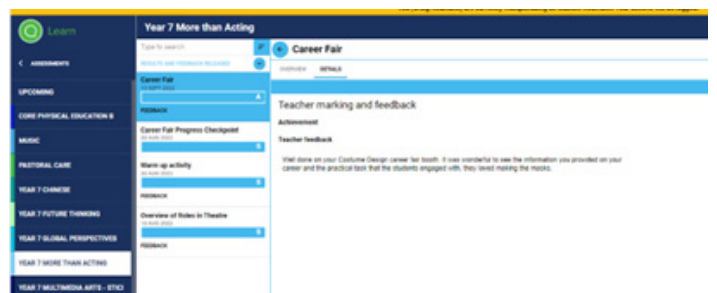 Learn
Year 7 More than Acting
Type to search
Career Fair
ASSESSMENTS
RESULTS AND FEEDBACK RELEASED
OVERVIEW DETAILS
UPCOMING
Career Fair
A
FEEDBACK
Teacher marking and feedback
Achievement
Teacher feedback
Well done on your Costume Design career fair booth. It was wonderful to see the information you provided on your
career and the practical task that the students engaged with, they loved making the masks.
CORE PHYSICAL EDUCATION B
MUSIC
Career Fair Progress Checkpoint
B
PASTORAL CARE
Warm-up activity
B
FEEDBACK
YEAR 7 CHINESE
YEAR 7 FUTURE THINKING
Overview of Roles in Theatre
B
FEEDBACK
YEAR 7 GLOBAL PERSPECTIVES
YEAR 7 MORE THAN ACTING
YEAR 7 MULTIMEDIA ARTS -